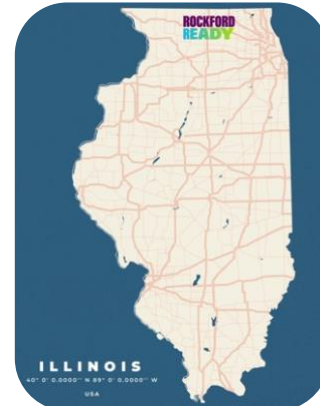 ROCKFORD
READY
ILLINOIS
40° 0' 0.0000'' N 89° 0' 0.0000'' W
USA